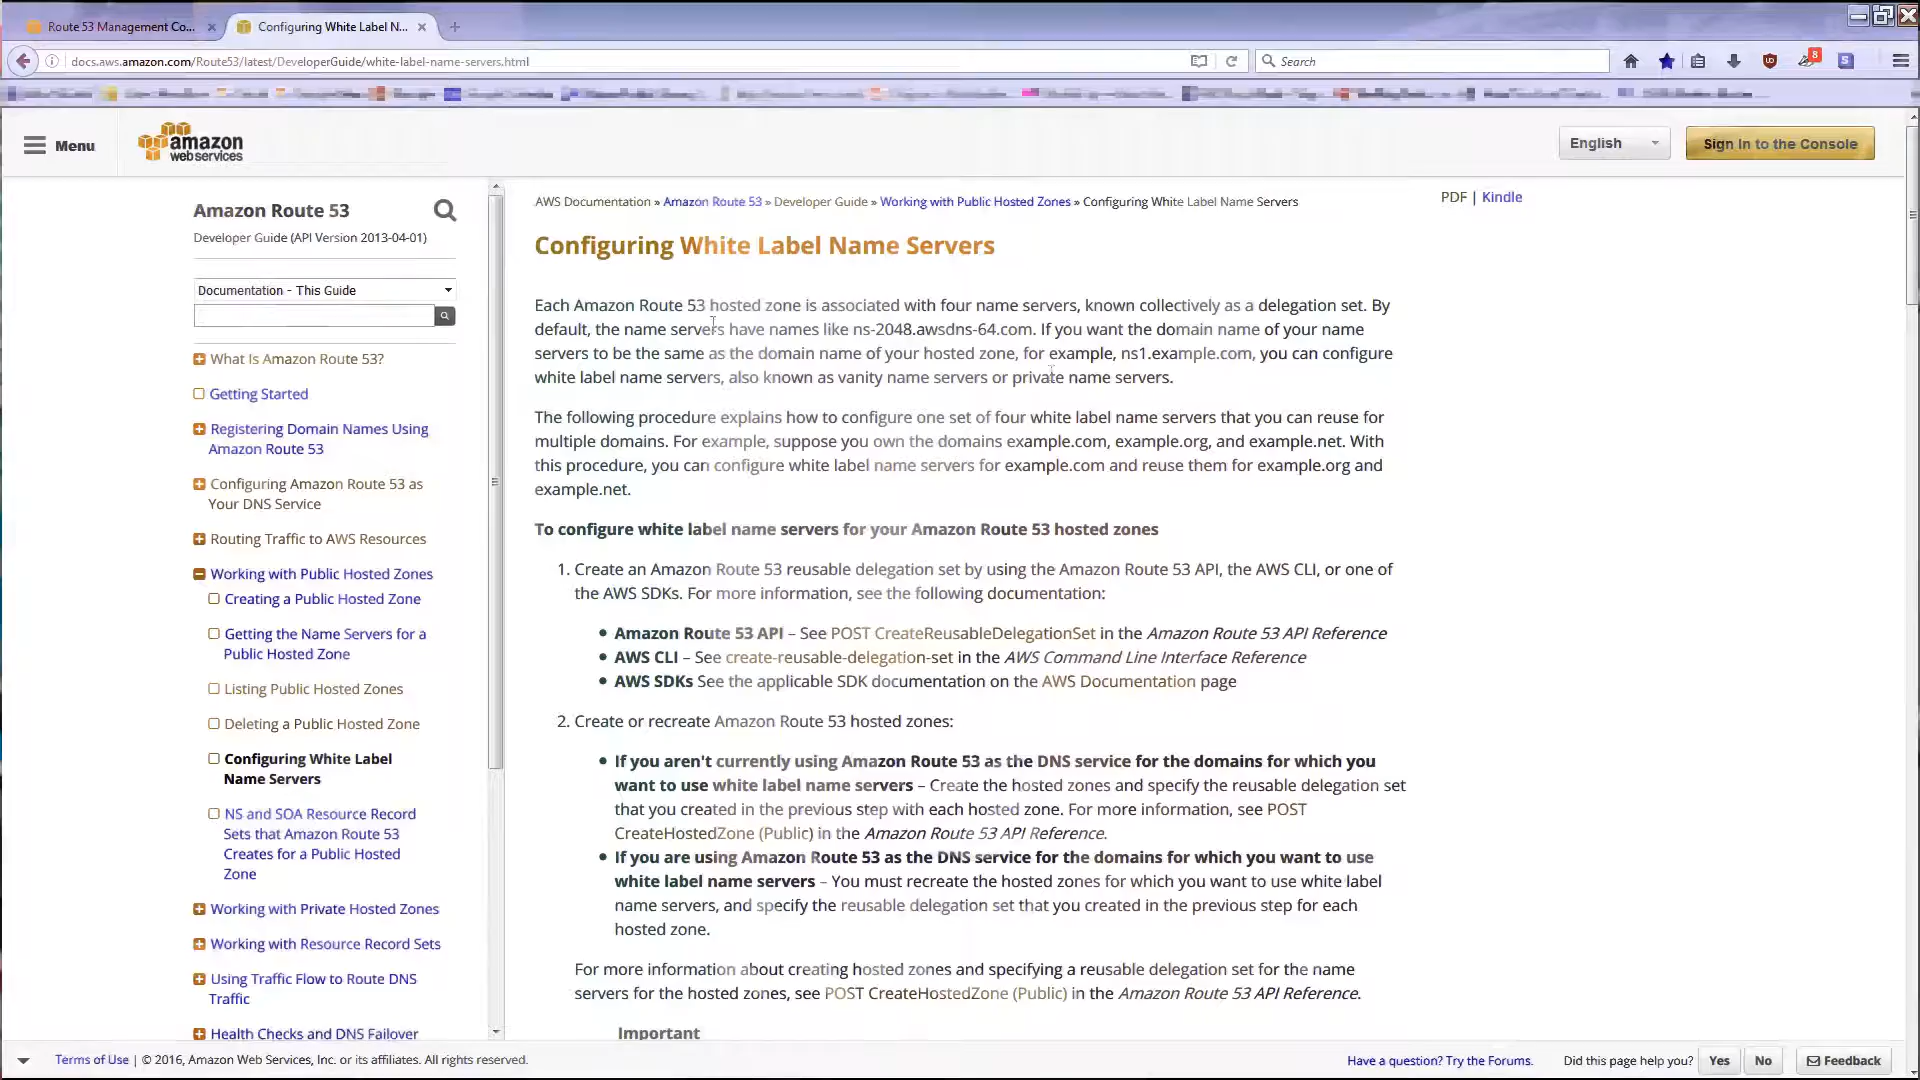 Route 53 Management Co...
Configuring White Label N...
docs.aws.amazon.com/Route53/latest/DeveloperGuide/white-label-name-servers.html
Search
8
S
Menu
amazon
web services
English
Sign In to the Console
Amazon Route 53
Developer Guide (API Version 2013-04-01)
Documentation - This Guide
What Is Amazon Route 53?
Getting Started
Registering Domain Names Using
Amazon Route 53
Configuring Amazon Route 53 as
Your DNS Service
Routing Traffic to AWS Resources
Working with Public Hosted Zones
Creating a Public Hosted Zone
Getting the Name Servers for a
Public Hosted Zone
Listing Public Hosted Zones
Deleting a Public Hosted Zone
Configuring White Label
Name Servers
NS and SOA Resource Record
Sets that Amazon Route 53
Creates for a Public Hosted
Zone
Working with Private Hosted Zones
Working with Resource Record Sets
Using Traffic Flow to Route DNS
Traffic
Health Checks and DNS Failover
AWS Documentation » Amazon Route 53 » Developer Guide » Working with Public Hosted Zones » Configuring White Label Name Servers
PDF | Kindle
Configuring White Label Name Servers
Each Amazon Route 53 hosted zone is associated with four name servers, known collectively as a delegation set. By
default, the name servers have names like ns-2048.awsdns-64.com. If you want the domain name of your name
servers to be the same as the domain name of your hosted zone, for example, ns1.example.com, you can configure
white label name servers, also known as vanity name servers or private name servers.
The following procedure explains how to configure one set of four white label name servers that you can reuse for
multiple domains. For example, suppose you own the domains example.com, example.org, and example.net. With
this procedure, you can configure white label name servers for example.com and reuse them for example.org and
example.net.
To configure white label name servers for your Amazon Route 53 hosted zones
1. Create an Amazon Route 53 reusable delegation set by using the Amazon Route 53 API, the AWS CLI, or one of
the AWS SDKs. For more information, see the following documentation:
• Amazon Route 53 API – See POST CreateReusableDelegationSet in the Amazon Route 53 API Reference
• AWS CLI – See create-reusable-delegation-set in the AWS Command Line Interface Reference
• AWS SDKs See the applicable SDK documentation on the AWS Documentation page
2. Create or recreate Amazon Route 53 hosted zones:
• If you aren't currently using Amazon Route 53 as the DNS service for the domains for which you
want to use white label name servers – Create the hosted zones and specify the reusable delegation set
that you created in the previous step with each hosted zone. For more information, see POST
CreateHostedZone (Public) in the Amazon Route 53 API Reference.
• If you are using Amazon Route 53 as the DNS service for the domains for which you want to use
white label name servers – You must recreate the hosted zones for which you want to use white label
name servers, and specify the reusable delegation set that you created in the previous step for each
hosted zone.
For more information about creating hosted zones and specifying a reusable delegation set for the name
servers for the hosted zones, see POST CreateHostedZone (Public) in the Amazon Route 53 API Reference.
Important
Terms of Use | © 2016, Amazon Web Services, Inc. or its affiliates. All rights reserved.
Have a question? Try the Forums.
Did this page help you?
Yes
No
Feedback